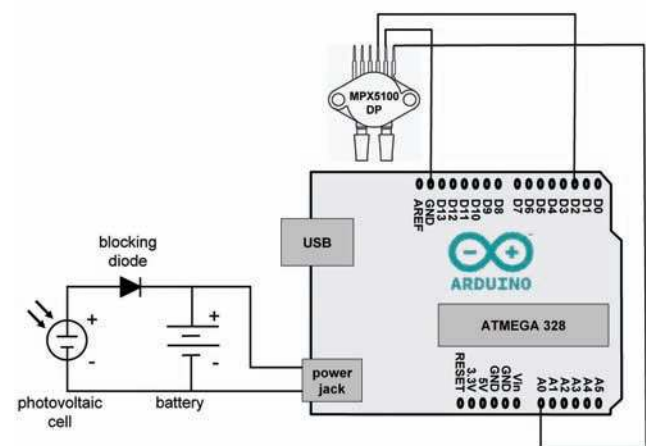 MPX5100
DP
AREF
GND
D13
D12
D11
D10
D9
D8
D7
D6
D5
D4
D3
D2
D1
D0
USB
ARDUINO
ATMEGA 328
blocking
diode
+
-
+
-
photovoltaic
cell
battery
power
jack
RESET
3.3V
5V
GND
GND
Vin
A0
A1
A2
A3
A4
A5